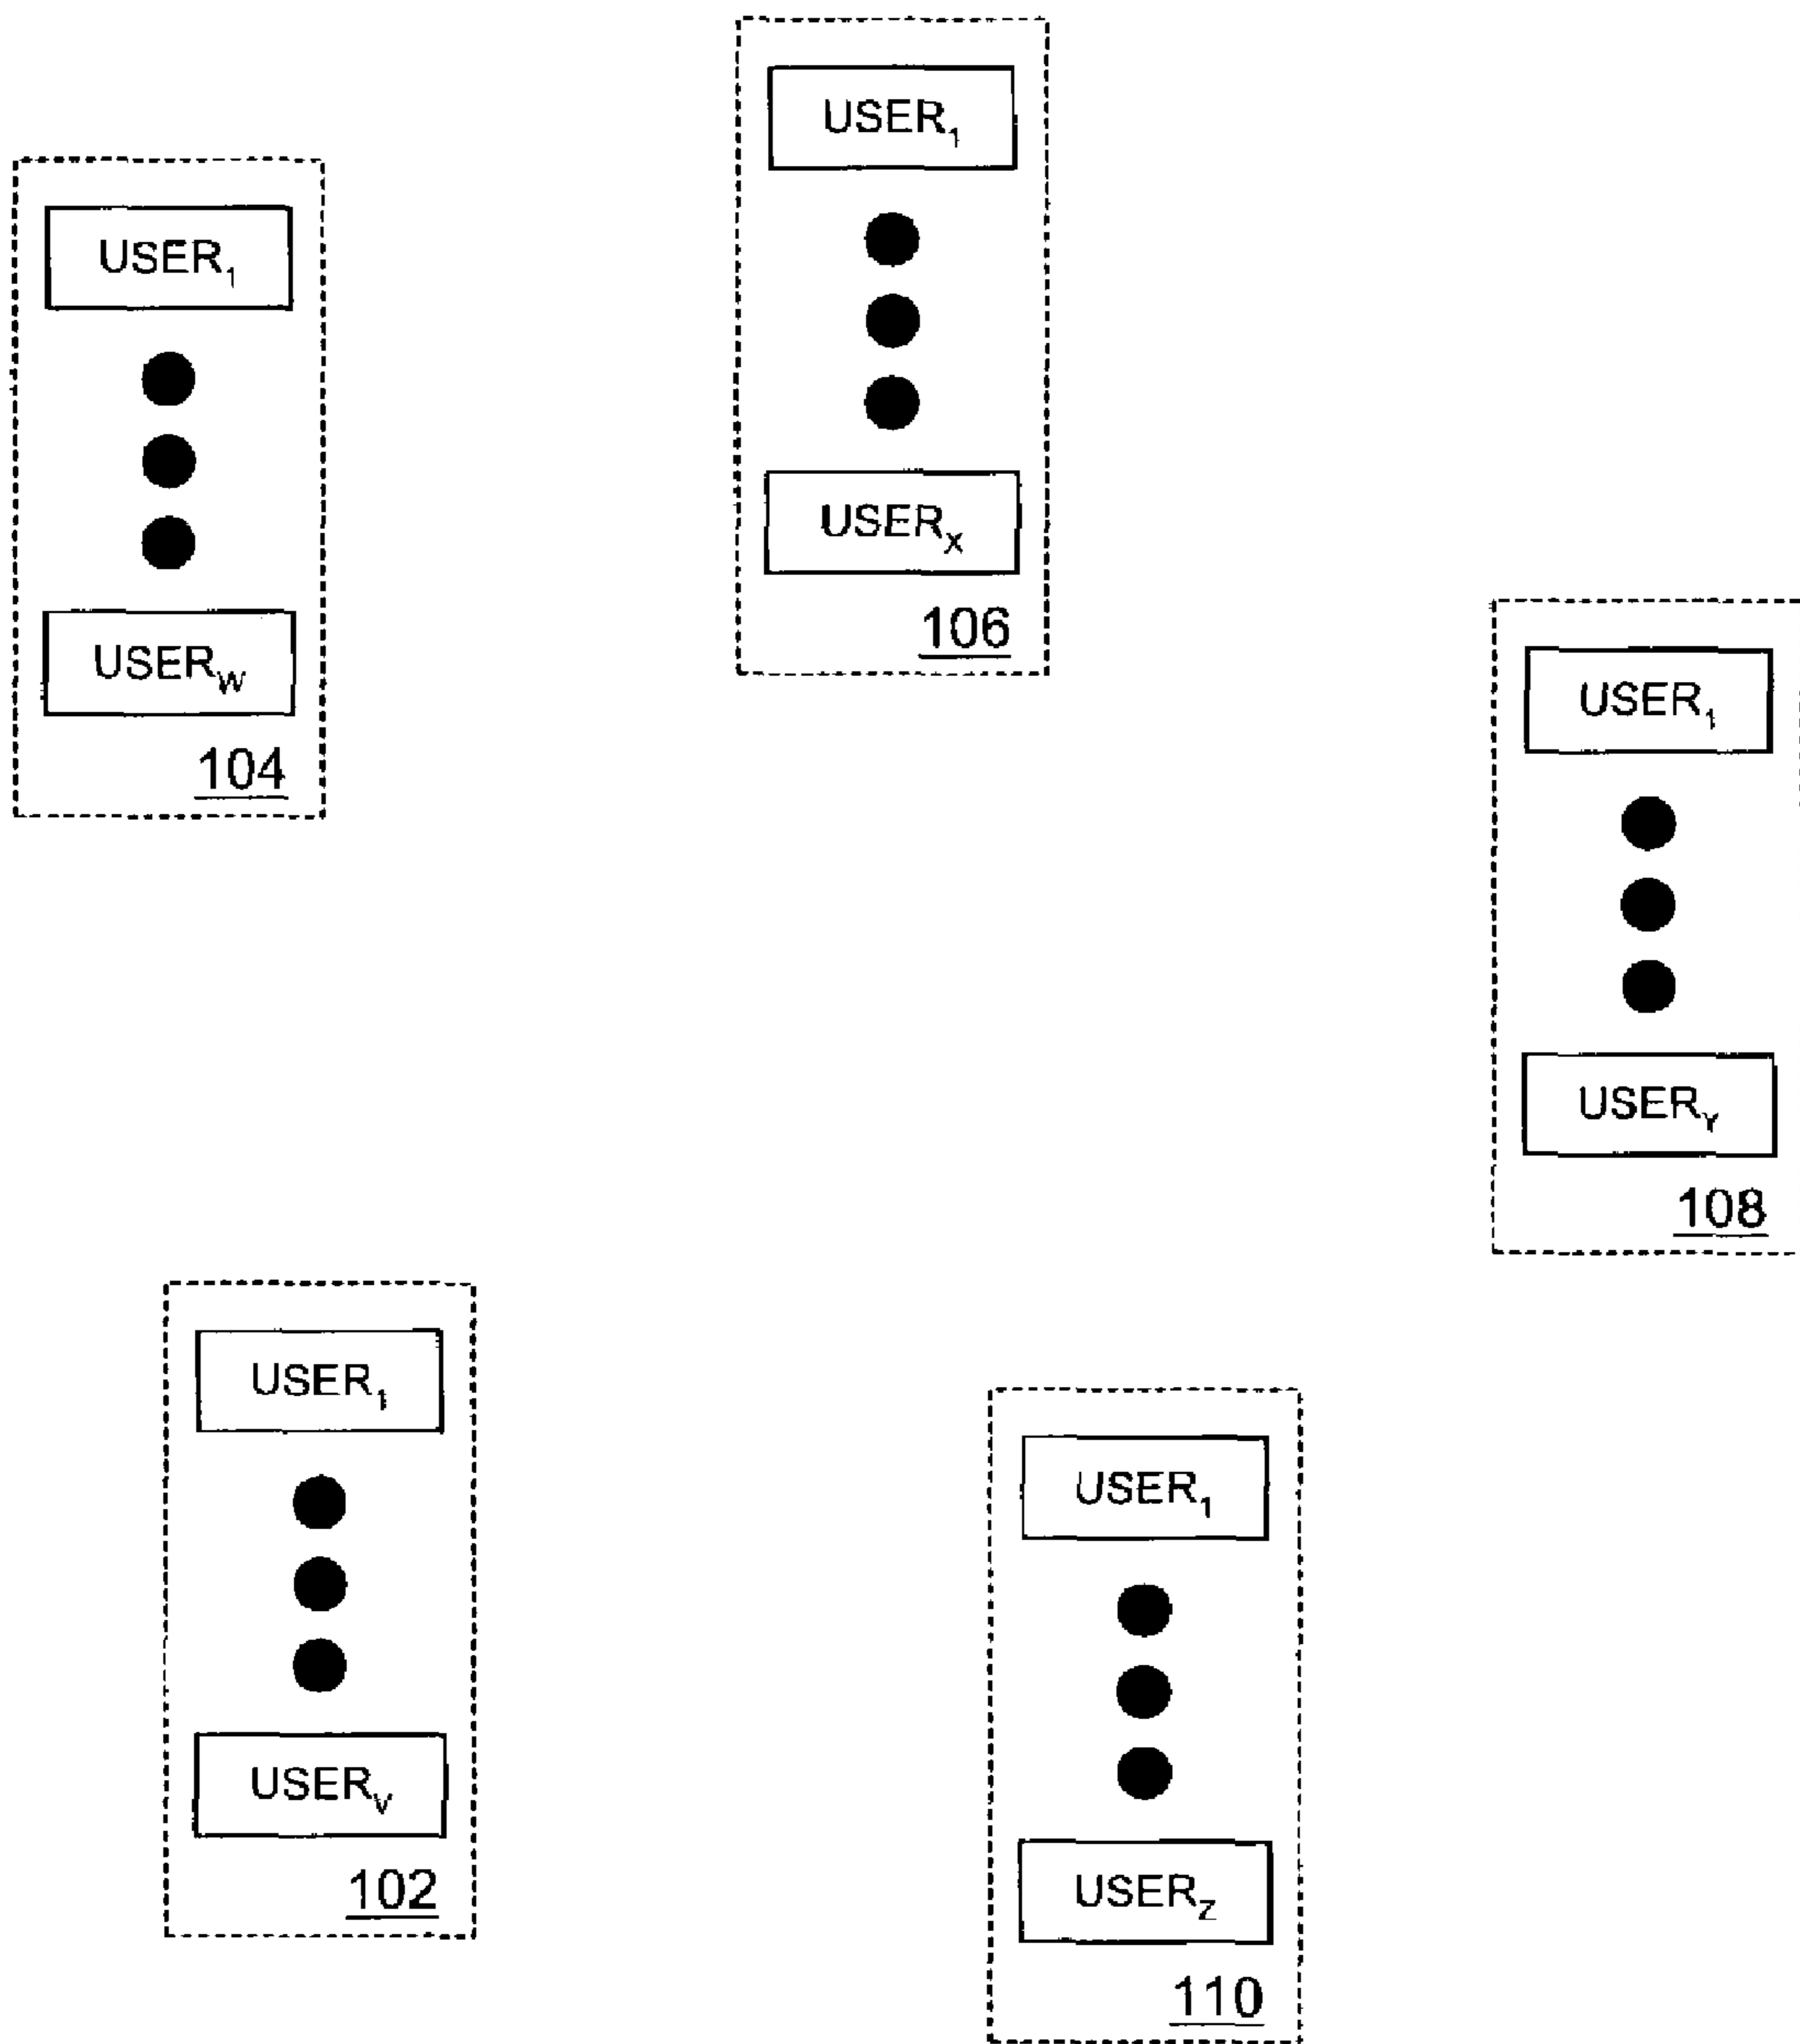 USER₁
USERX
106
USER₁
USERW
104
USER₁
USERY
108
USER₁
USERV
102
USER₁
USERZ
110